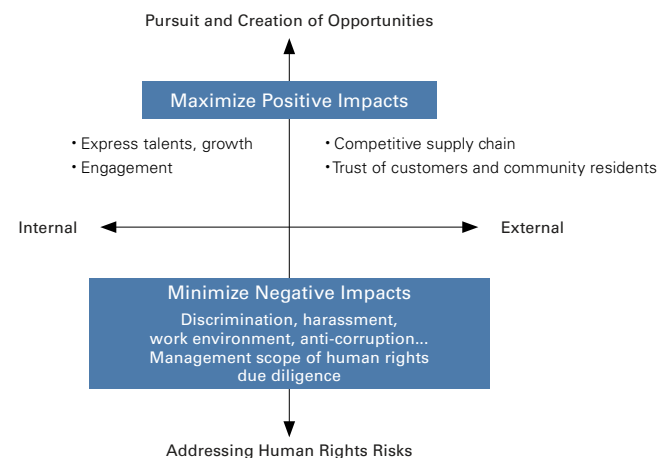 Pursuit and Creation of Opportunities
Maximize Positive Impacts
• Express talents, growth
• Engagement
• Competitive supply chain
• Trust of customers and community residents
Internal
External
Minimize Negative Impacts
Discrimination, harassment,
work environment, anti-corruption...
Management scope of human rights
due diligence
Addressing Human Rights Risks